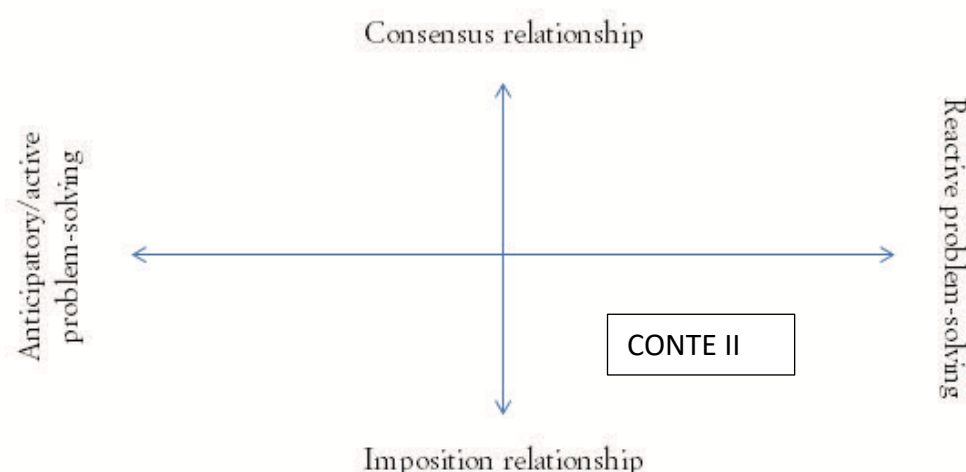 Consensus relationship
Anticipatory/active
problem-solving
Reactive problem-solving
CONTE II
Imposition relationship